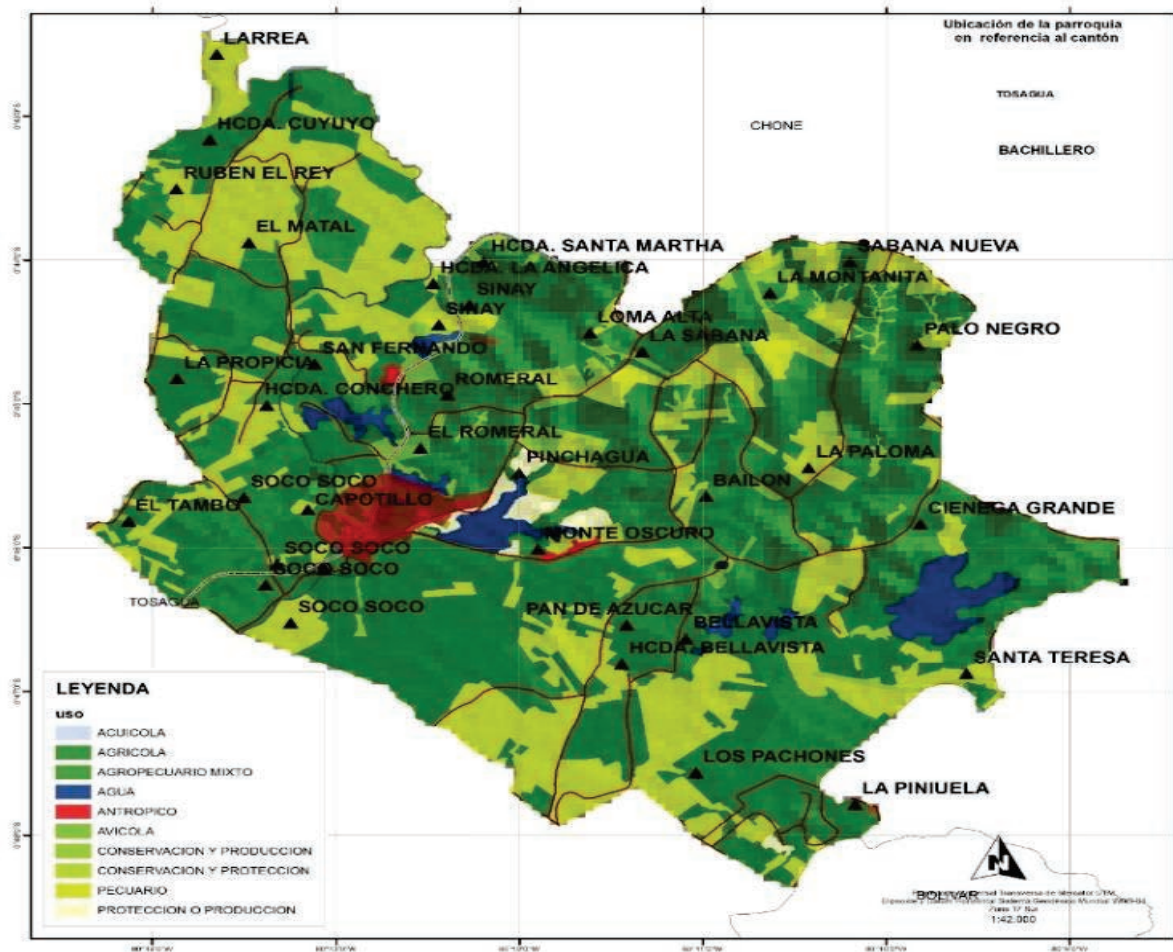 Ubicación de la parroquia
en referencia al cantón
TOSAGUA
BACHILLERO
CHONE
LARREA
HCDA. CUYUYO
RUBEN EL REY
EL MATAL
HCDA. SANTA MARTHA
HCDA. LA ANGELICA
SINAY
SINAY
SABANA NUEVA
LA MONTANITA
LOMA ALTA
LA SABANA
PALO NEGRO
SAN FERNANDO
LA PROPICIA
HCDA. CONCHERO
ROMERAL
EL ROMERAL
PINCHAGUA
LA PALOMA
BAILON
SOCO SOCO
CAPOTILLO
EL TAMBO
CIENEGA GRANDE
MONTE OSCURO
SOCO SOCO
SOCO SOCO
TOSAGUA
SOCO SOCO
PAN DE AZUCAR
BELLAVISTA
HCDA. BELLAVISTA
SANTA TERESA
LOS PACHONES
LA PINIUELA
LEYENDA
uso
ACUICOLA
AGRICOLA
AGROPECUARIO MIXTO
AGUA
ANTROPICO
AVICOLA
CONSERVACION Y PRODUCCION
CONSERVACION Y PROTECCION
PECUARIO
PROTECCION O PRODUCCION
N
BOLIVAR
Zona 17 Sur
1:42.000